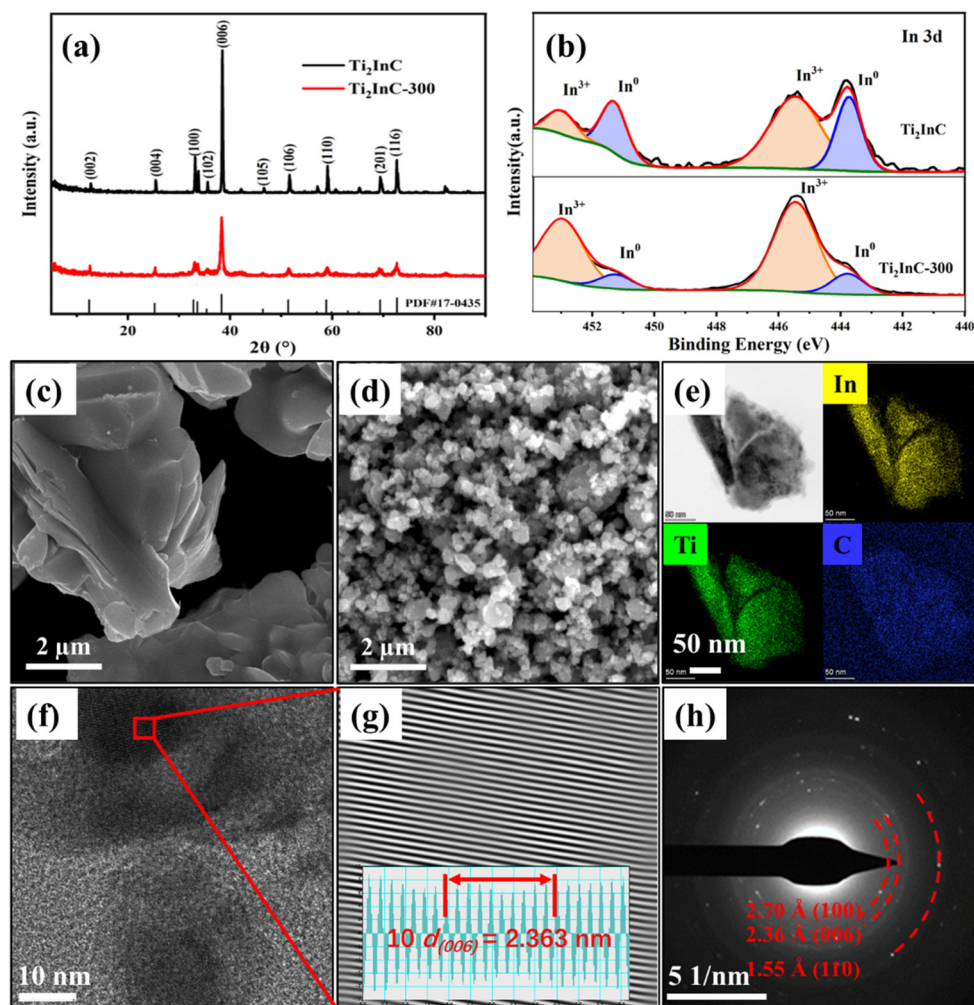 (a)
Ti₂InC
Ti₂InC-300
(002)
(004)
(100)
(102)
(006)
(105)
(106)
(110)
(201)
(116)
PDF#17-0435
20 40 60 80
2θ (°)
Intensity (a.u.)
(b)
In 3d
In³⁺
In⁰
In³⁺
In⁰
Ti₂InC
In³⁺
In⁰
In³⁺
In⁰
Ti₂InC-300
452 450 448 446 444 442 440
Binding Energy (eV)
Intensity(a.u.)
(c)
2 μm
(d)
2 μm
(e)
50 nm
In
50 nm
Ti
50 nm
50 nm
C
50 nm
(f)
10 nm
(g)
10 d(006) = 2.363 nm
(h)
2.70 Å (100)
2.36 Å (006)
1.55 Å (110)
5 1/nm